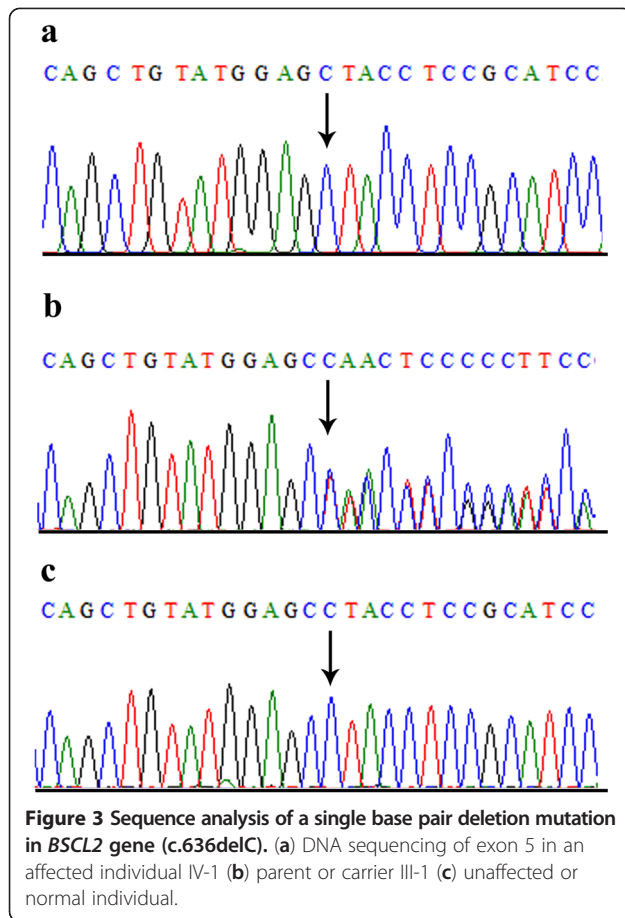 a
CAGCTGTATGGAGCTACCTCCGCATCC
b
CAGCTGTATGGAGCCAACTCCCCCTTCC
c
CAGCTGTATGGAGCCTACCTCCGCATCC
Figure 3 Sequence analysis of a single base pair deletion mutation
in BSCL2 gene (c.636delC). (a) DNA sequencing of exon 5 in an
affected individual IV-1 (b) parent or carrier III-1 (c) unaffected or
normal individual.